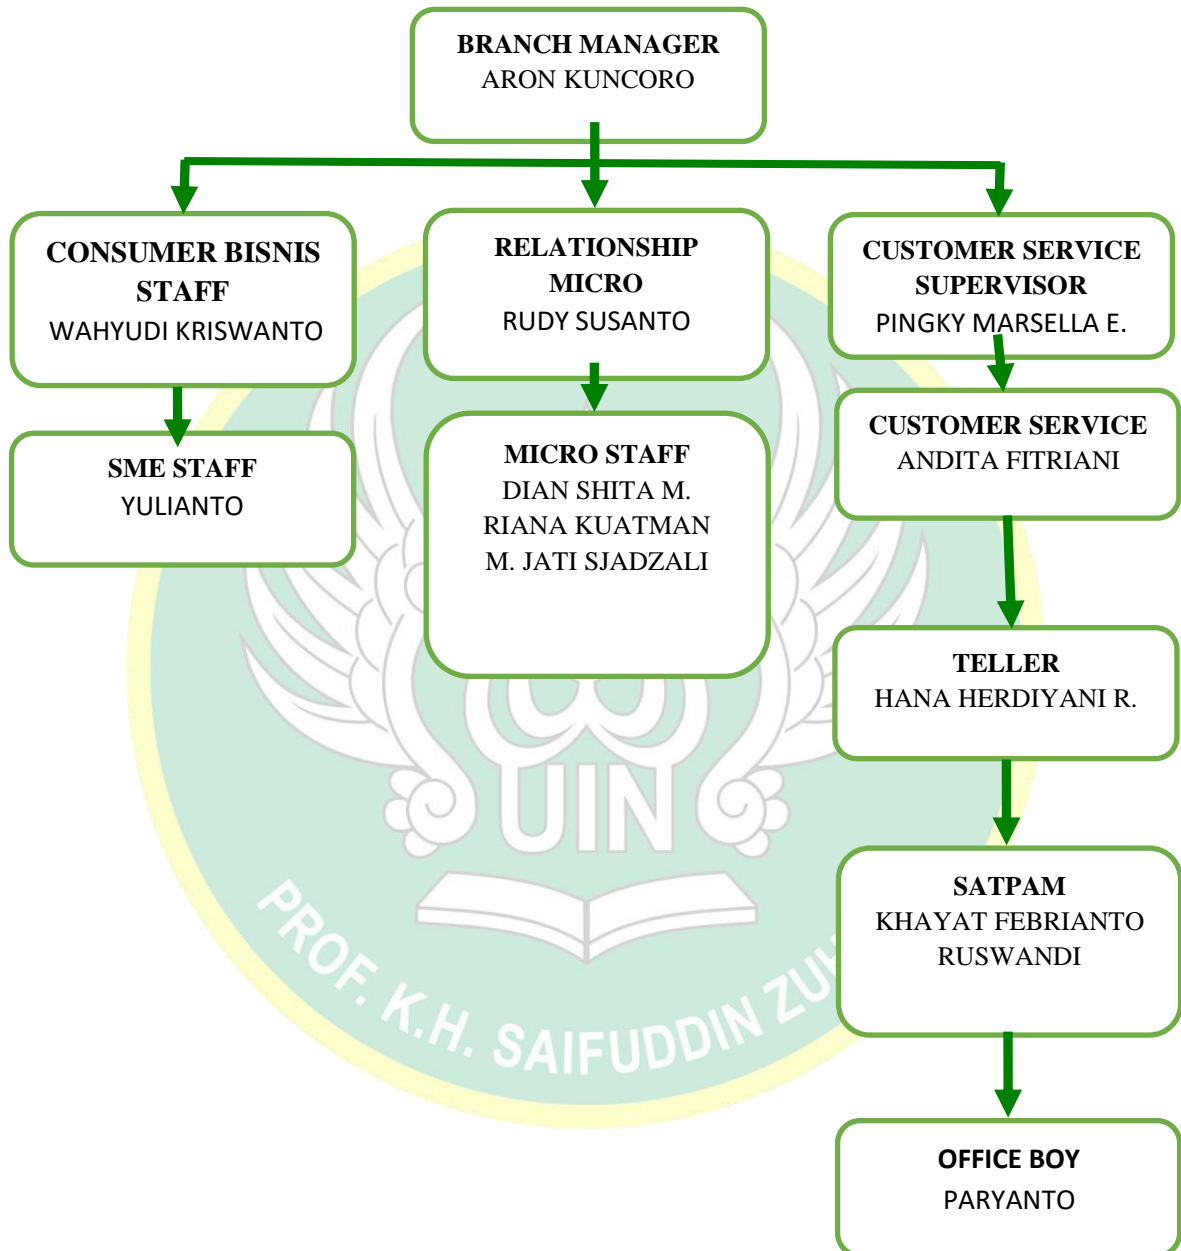 BRANCH MANAGER
ARON KUNCORO
CONSUMER BISNIS
STAFF
WAHYUDI KRISWANTO
RELATIONSHIP
MICRO
RUDY SUSANTO
CUSTOMER SERVICE
SUPERVISOR
PINGKY MARSELLA E.
SME STAFF
YULIANTO
MICRO STAFF
DIAN SHITA M.
RIANA KUATMAN
M. JATI SJADZALI
CUSTOMER SERVICE
ANDITA FITRIANI
TELLER
HANA HERDIYANI R.
SATPAM
KHAYAT FEBRIANTO
RUSWANDI
OFFICE BOY
PARYANTO
UIN
PROF. K.H. SAIFUDDIN